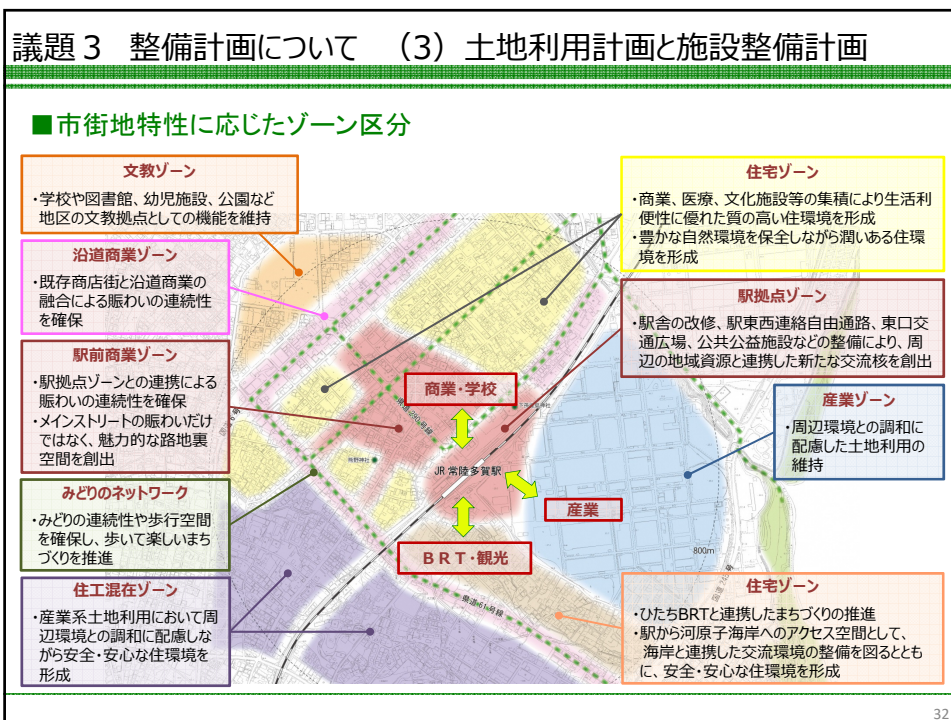 議題3 整備計画について （3）土地利用計画と施設整備計画
■市街地特性に応じたゾーン区分
文教ゾーン
・学校や図書館、幼児施設、公園など
地区の文教拠点としての機能を維持
沿道商業ゾーン
・既存商店街と沿道商業の
融合による賑わいの連続性
を確保
駅前商業ゾーン
・駅拠点ゾーンとの連携による
賑わいの連続性を確保
・メインストリートの賑わいだけ
ではなく、魅力的な路地裏
空間を創出
みどりのネットワーク
・みどりの連続性や歩行空間
を確保し、歩いて楽しいまち
づくりを推進
住工混在ゾーン
・産業系土地利用において周
辺環境との調和に配慮しな
がら安全・安心な住環境を
形成
商業・学校
JR 常陸多賀駅
産業
BRT・観光
県道61号線
800m
住宅ゾーン
・商業、医療、文化施設等の集積により生活利
便性に優れた質の高い住環境を形成
・豊かな自然環境を保全しながら潤いある住環
境を形成
駅拠点ゾーン
・駅舎の改修、駅東西連絡自由通路、東口交
通広場、公共公益施設などの整備により、周
辺の地域資源と連携した新たな交流核を創出
産業ゾーン
・周辺環境との調和に
配慮した土地利用の
維持
住宅ゾーン
・ひたちBRTと連携したまちづくりの推進
・駅から河原子海岸へのアクセス空間として、
海岸と連携した交流環境の整備を図るととも
に、安全・安心な住環境を形成
32